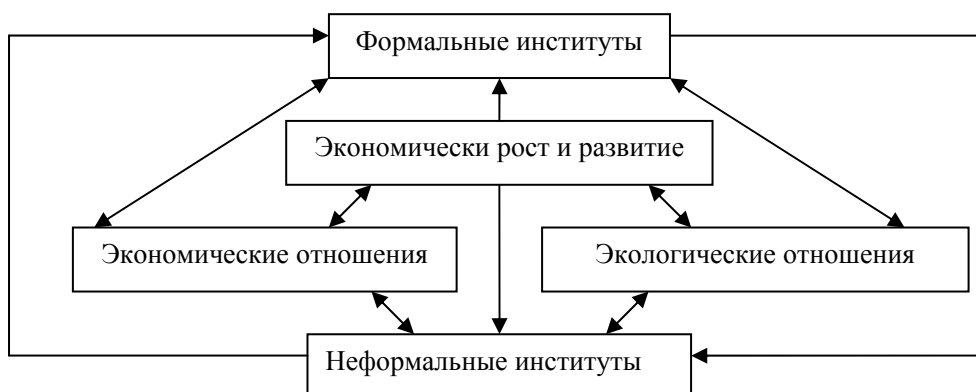 Формальные институты
Экономически рост и развитие
Экономические отношения
Экологические отношения
Неформальные институты